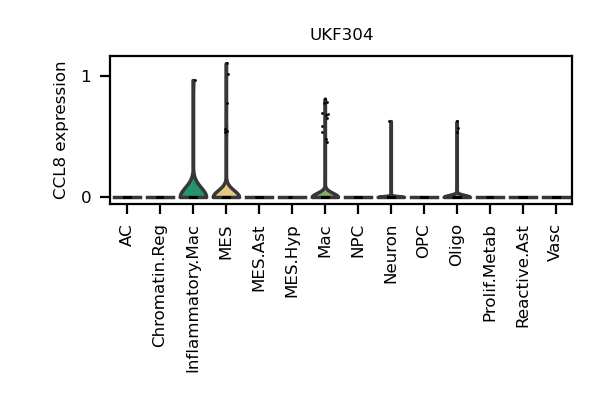 UKF304
CCL8 expression
1
0
AC
Chromatin.Reg
Inflammatory.Mac
MES
MES.Ast
MES.Hyp
Mac
NPC
Neuron
OPC
Oligo
Prolif.Metab
Reactive.Ast
Vasc